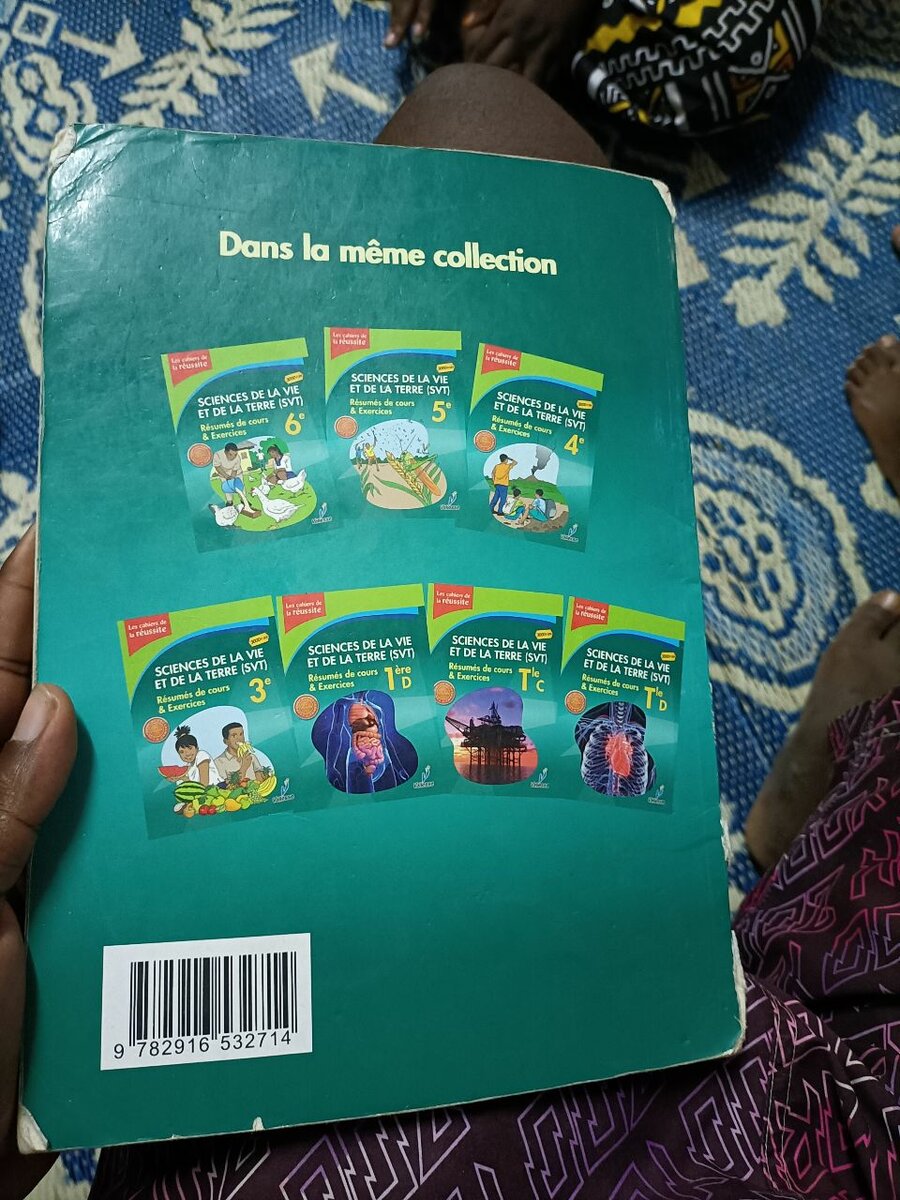 Dans la même collection
Les cahiers de
la réussite
SCIENCES DE LA VIE
ET DE LA TERRE (SVT)
Résumés de cours
& Exercices
6e
Les cahiers de
la réussite
SCIENCES DE LA VIE
ET DE LA TERRE (SVT)
Résumés de cours
& Exercices
5e
Les cahiers de
la réussite
SCIENCES DE LA VIE
ET DE LA TERRE (SVT)
Résumés de cours
& Exercices
4e
Les cahiers de
la réussite
SCIENCES DE LA VIE
ET DE LA TERRE (SVT)
Résumés de cours
& Exercices
3e
Les cahiers de
la réussite
SCIENCES DE LA VIE
ET DE LA TERRE (SVT)
Résumés de cours
& Exercices
1ère
D
Les cahiers de
la réussite
SCIENCES DE LA VIE
ET DE LA TERRE (SVT)
Résumés de cours
& Exercices
Tle
C
Les cahiers de
la réussite
SCIENCES DE LA VIE
ET DE LA TERRE (SVT)
Résumés de cours
& Exercices
Tle
D
9 782916 532714